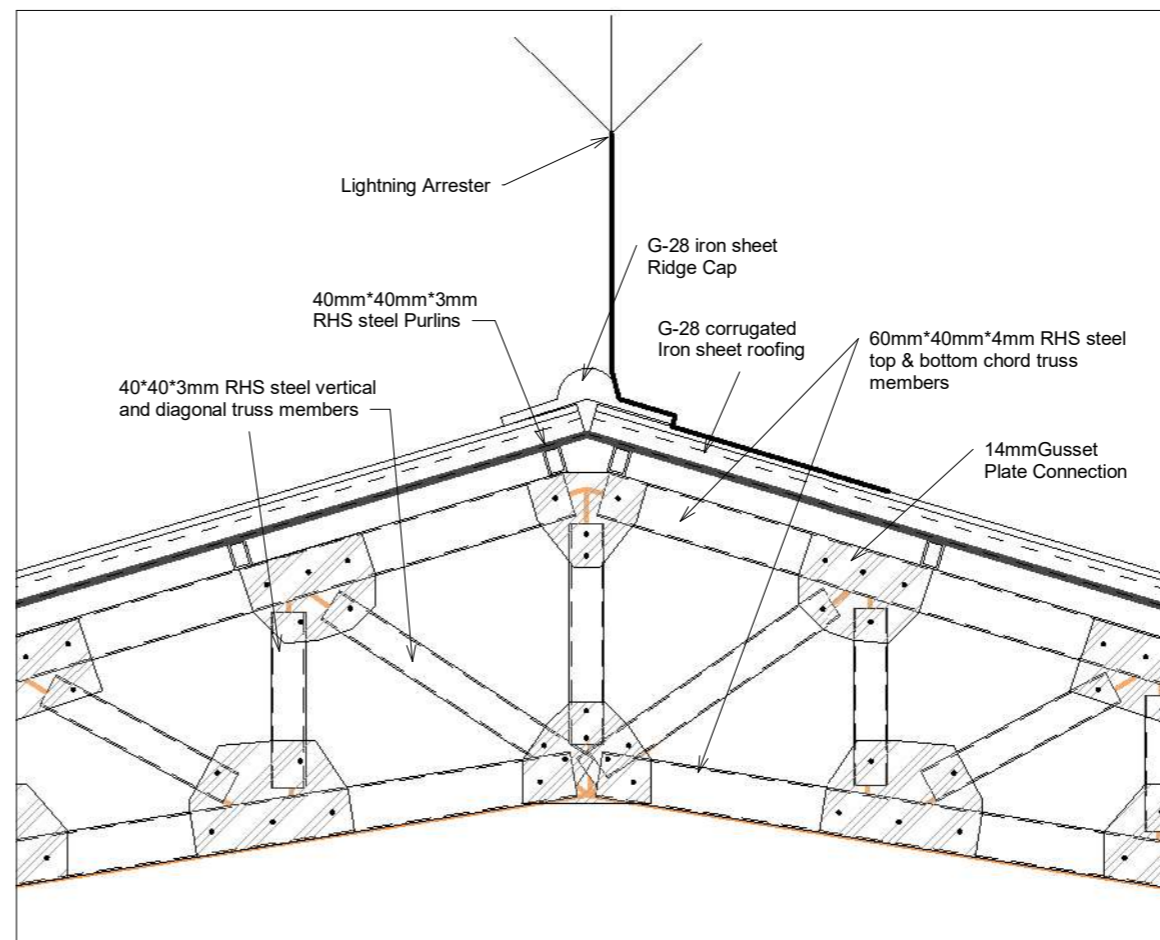 Lightning Arrester
G-28 iron sheet
Ridge Cap
40mm*40mm*3mm
RHS steel Purlins
G-28 corrugated
Iron sheet roofing
60mm*40mm*4mm RHS steel
top & bottom chord truss
members
40*40*3mm RHS steel vertical
and diagonal truss members
14mmGusset
Plate Connection